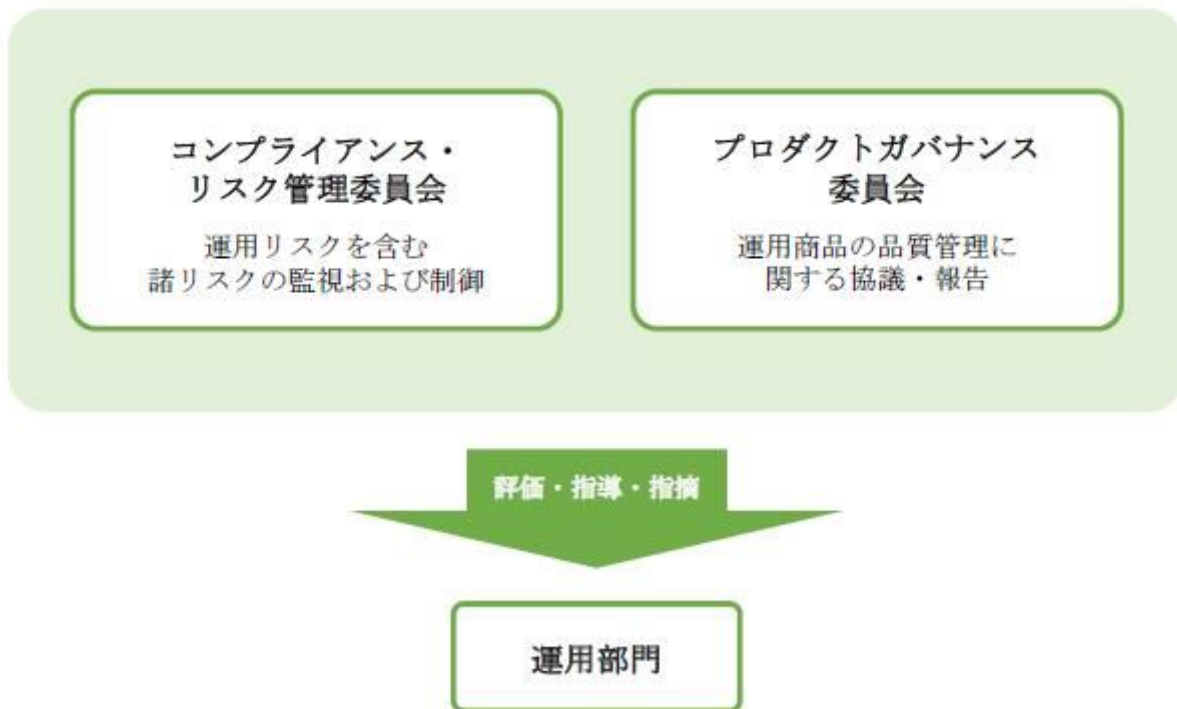 コンプライアンス・
リスク管理委員会
運用リスクを含む
諸リスクの監視および制御
プロダクトガバナンス
委員会
運用商品の品質管理に
関する協議・報告
評価・指導・指摘
運用部門